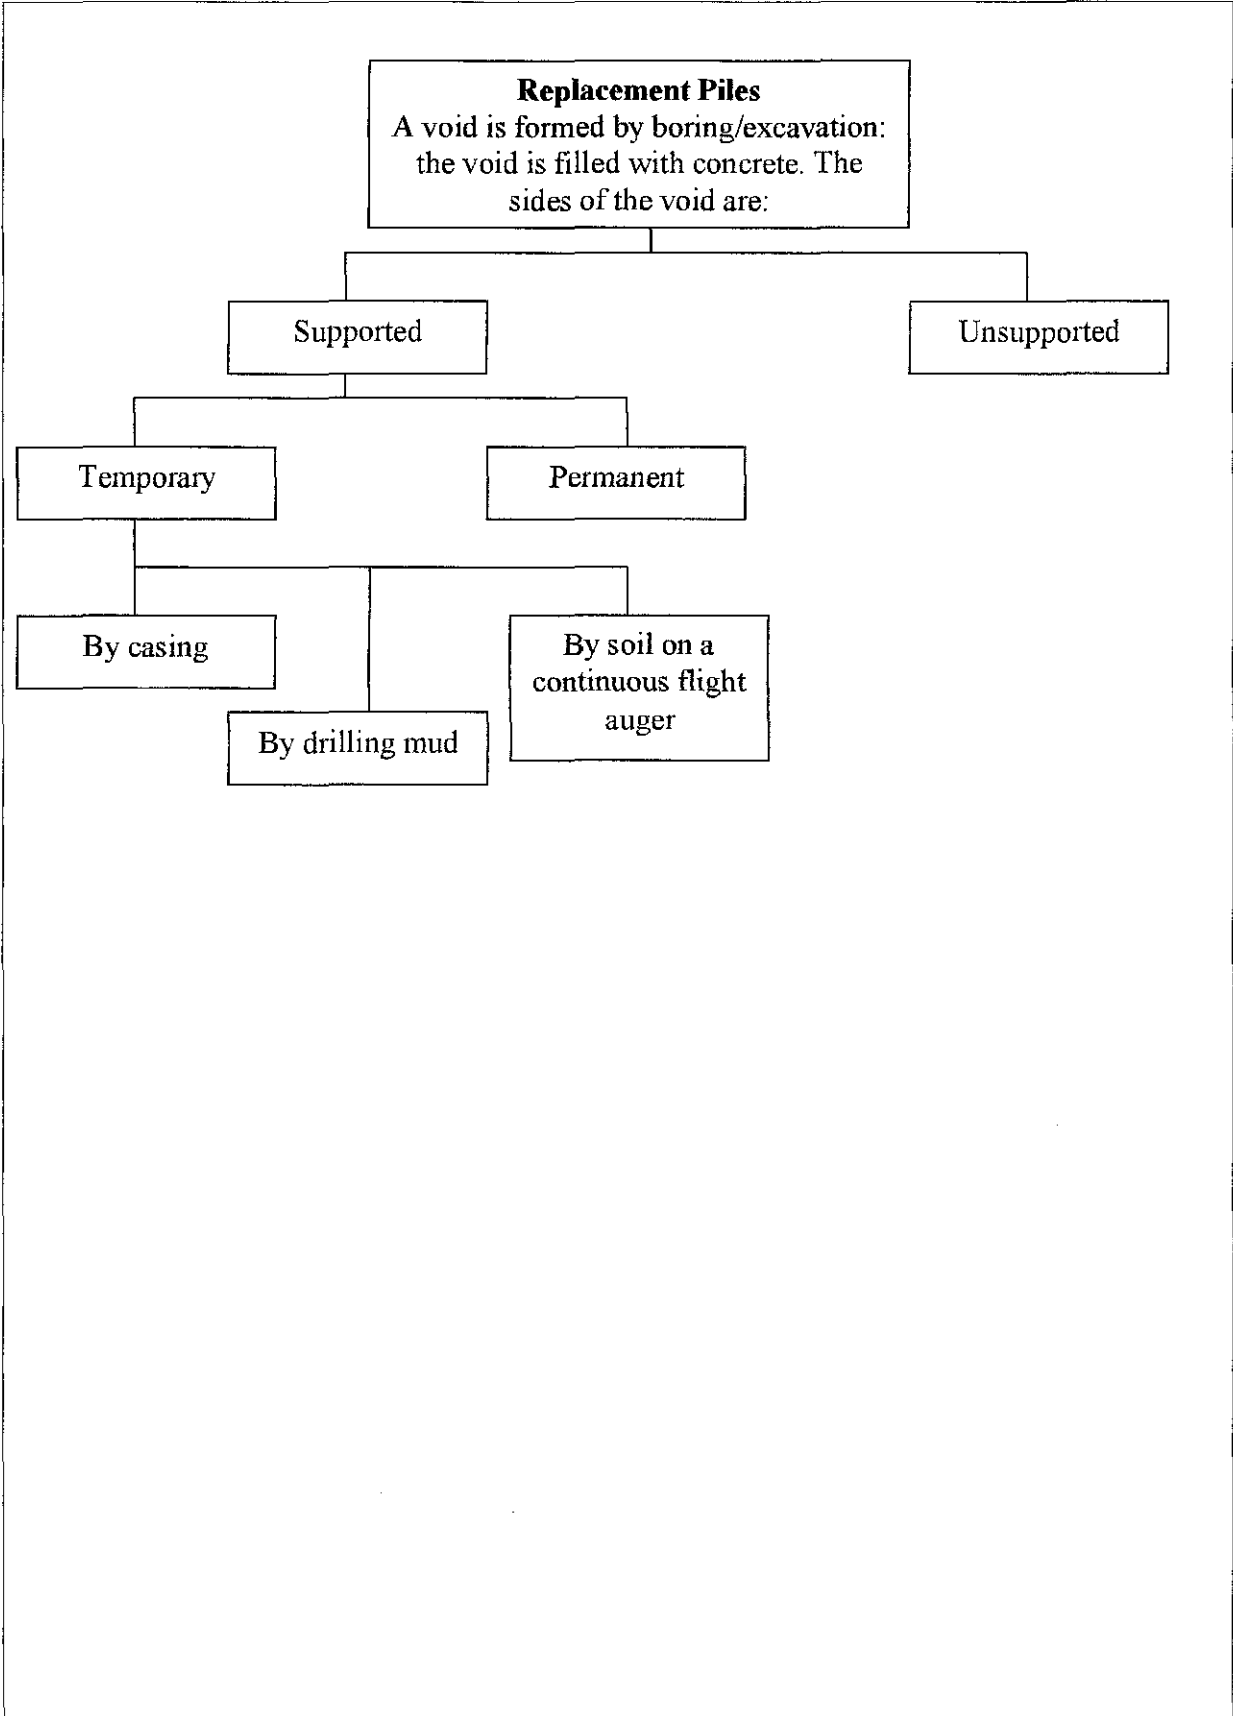 Replacement Piles
A void is formed by boring/excavation:
the void is filled with concrete. The
sides of the void are:
Supported
Unsupported
Temporary
Permanent
By casing
By drilling mud
By soil on a
continuous flight
auger